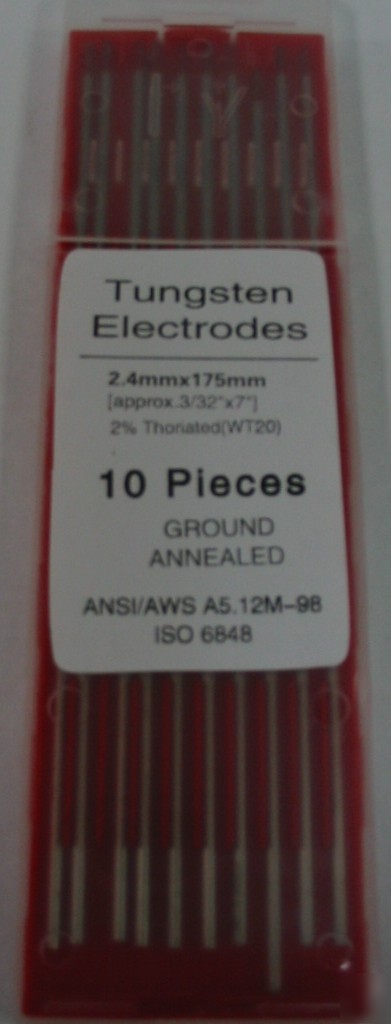 Tungsten
Electrodes
2.4mmx175mm
[approx.3/32"x7"]
2% Thoriated(WT20)
10 Pieces
GROUND
ANNEALED
ANSI/AWS A5.12M-98
ISO 6848